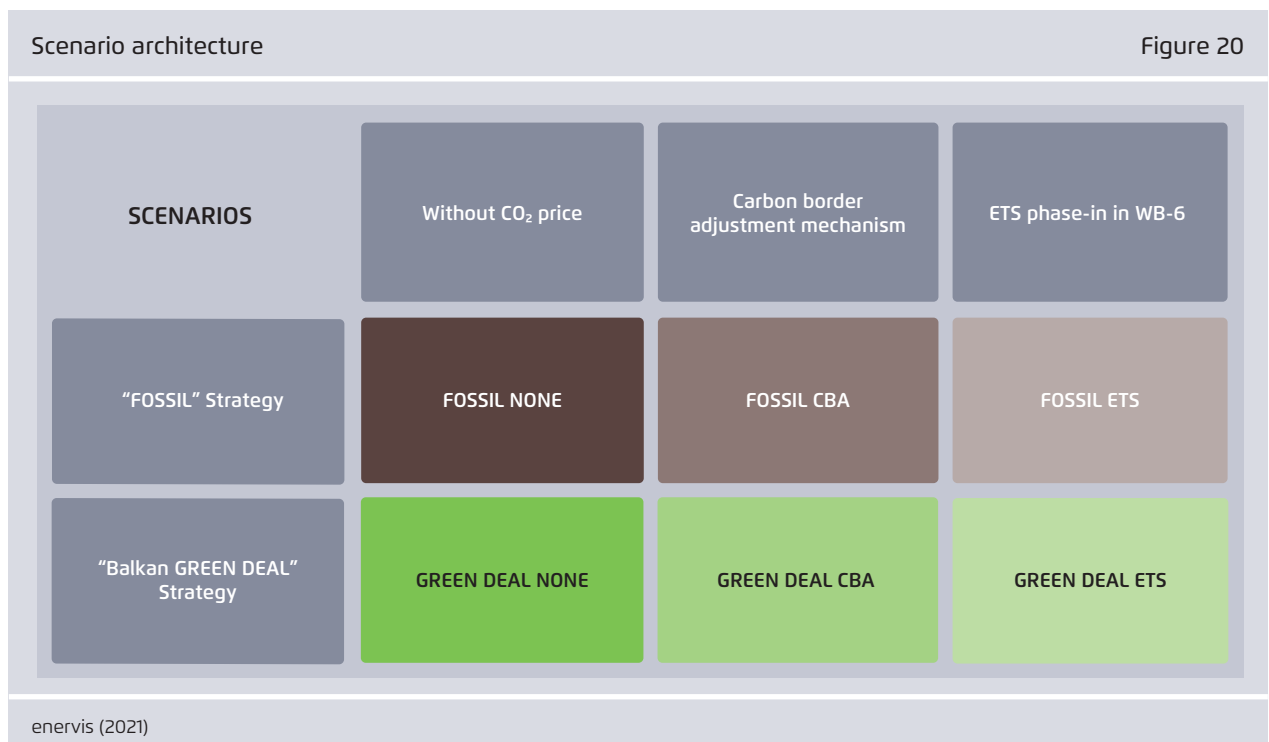 Scenario architecture
Figure 20
SCENARIOS
Without CO₂ price
Carbon border
adjustment mechanism
ETS phase-in in WB-6
“FOSSIL” Strategy
FOSSIL NONE
FOSSIL CBA
FOSSIL ETS
“Balkan GREEN DEAL”
Strategy
GREEN DEAL NONE
GREEN DEAL CBA
GREEN DEAL ETS
enervis (2021)